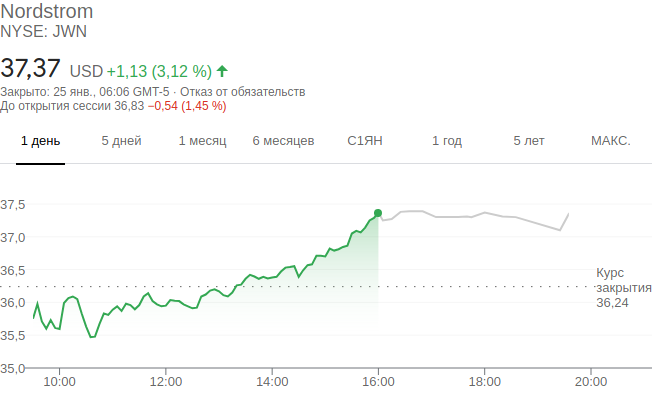 Nordstrom
NYSE: JWN
37,37 USD +1,13 (3,12 %)
Закрыто: 25 янв., 06:06 GMT-5 · Отказ от обязательств
До открытия сессии 36,83 −0,54 (1,45 %)
1 день 5 дней 1 месяц 6 месяцев С1ЯН 1 год 5 лет МАКС.
37,5
37,0
36,5
36,0
35,5
35,0
Курс
закрытия
36,24
10:00 12:00 14:00 16:00 18:00 20:00